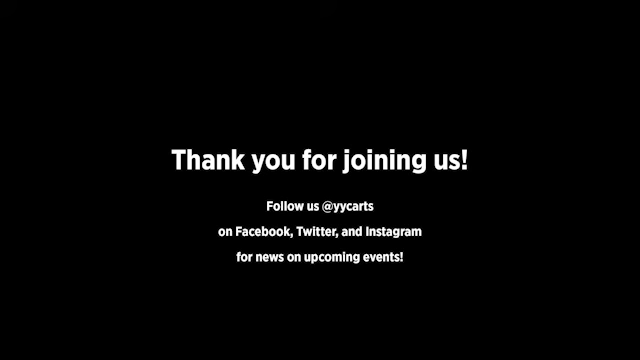 Thank you for joining us!
Follow us @yycarts
on Facebook, Twitter, and Instagram
for news on upcoming events!